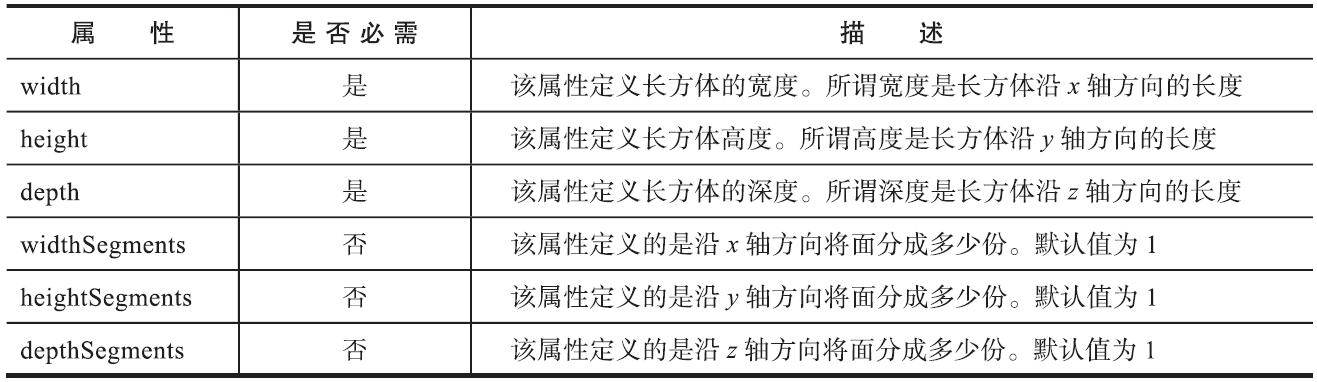 属 性 是否必需 描 述
width 是 该属性定义长方体的宽度。所谓宽度是长方体沿 x 轴方向的长度
height 是 该属性定义长方体高度。所谓高度是长方体沿 y 轴方向的长度
depth 是 该属性定义长方体的深度。所谓深度是长方体沿 z 轴方向的长度
widthSegments 否 该属性定义的是沿 x 轴方向将面分成多少份。默认值为 1
heightSegments 否 该属性定义的是沿 y 轴方向将面分成多少份。默认值为 1
depthSegments 否 该属性定义的是沿 z 轴方向将面分成多少份。默认值为 1